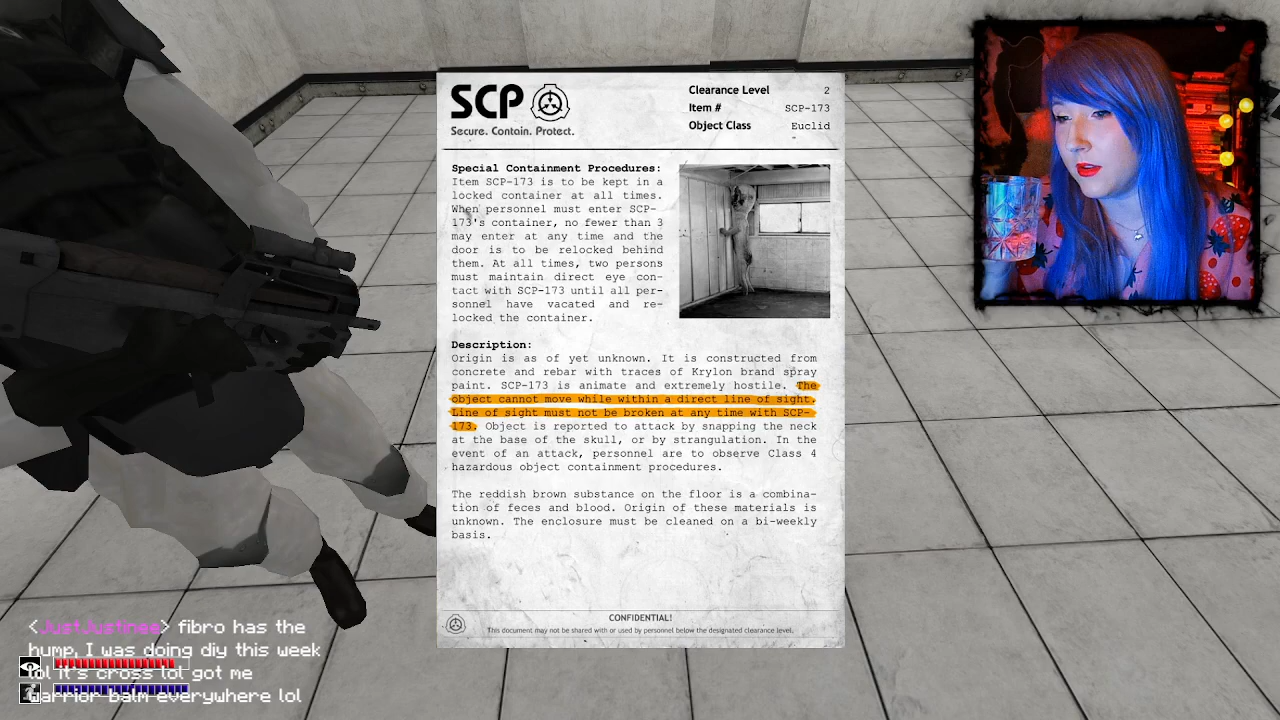 SCP
Secure. Contain. Protect.
Clearance Level 2
Item # SCP-173
Object Class Euclid
Special Containment Procedures:
Item SCP-173 is to be kept in a
locked container at all times.
When personnel must enter SCP-
173's container, no fewer than 3
may enter at any time and the
door is to be relocked behind
them. At all times, two persons
must maintain direct eye con-
tact with SCP-173 until all per-
sonnel have vacated and re-
locked the container.
Description:
Origin is as of yet unknown. It is constructed from
concrete and rebar with traces of Krylon brand spray
paint. SCP-173 is animate and extremely hostile. The
object cannot move while within a direct line of sight.
Line of sight must not be broken at any time with SCP-
173. Object is reported to attack by snapping the neck
at the base of the skull, or by strangulation. In the
event of an attack, personnel are to observe Class 4
hazardous object containment procedures.
The reddish brown substance on the floor is a combina-
tion of feces and blood. Origin of these materials is
unknown. The enclosure must be cleaned on a bi-weekly
basis.
CONFIDENTIAL!
This document may not be shared with or used by personnel below the designated clearance level.
<JustJustinee> fibro has the
hump, I was doing diy this week
lol it's cross lol got me
warrior balm everywhere lol